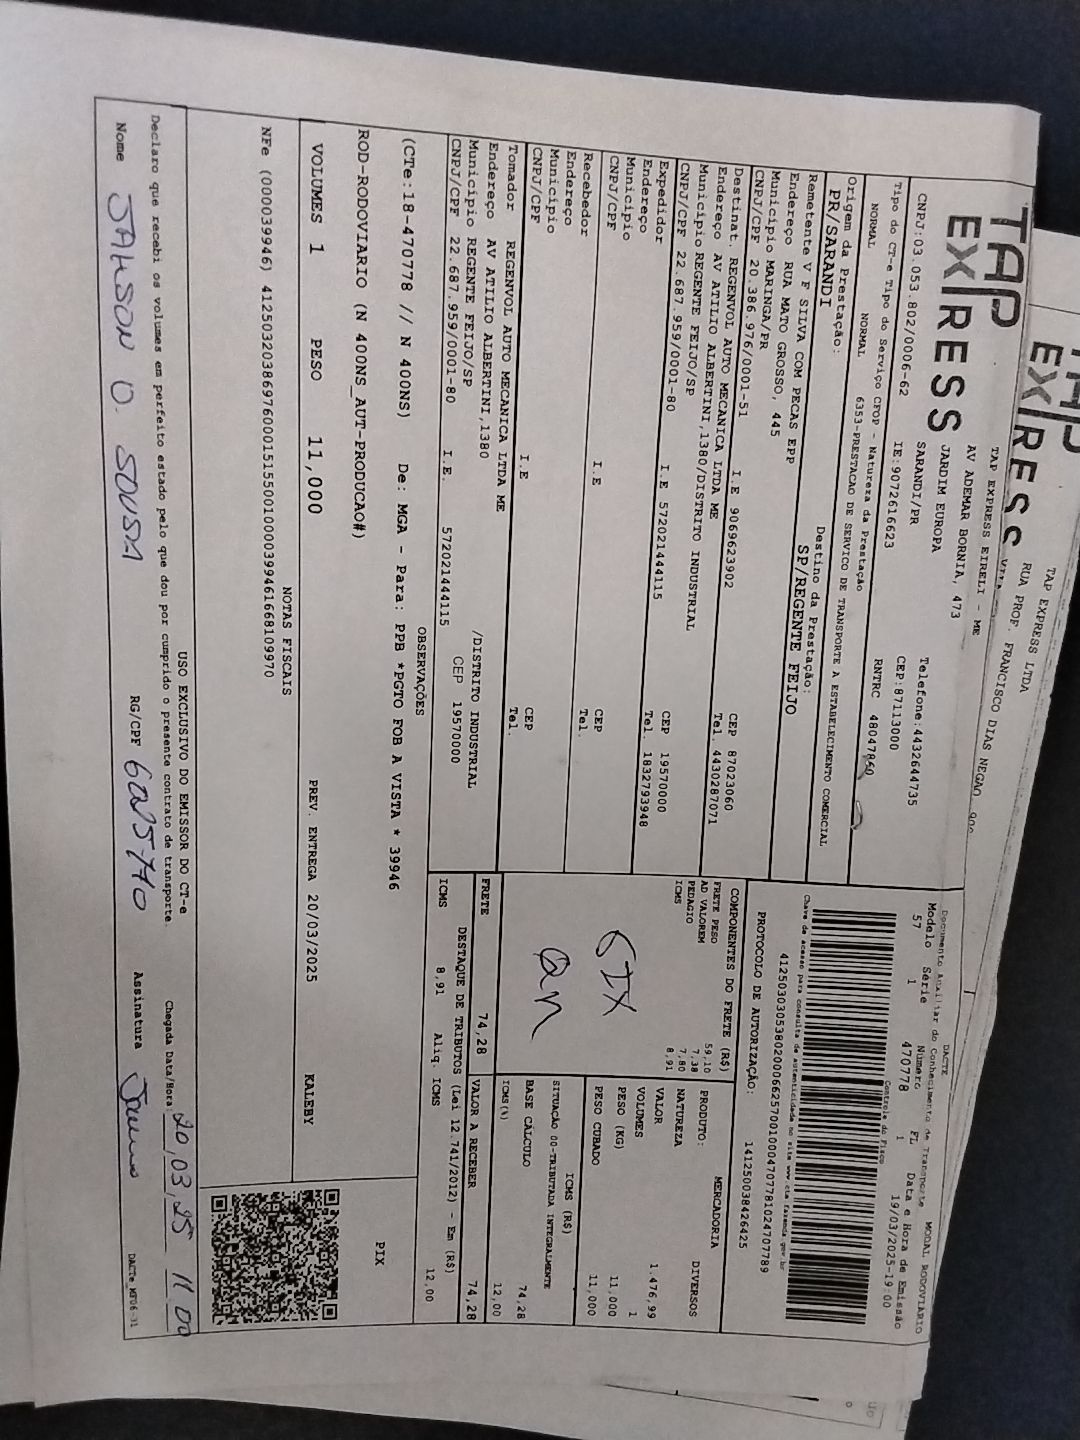 TAP EXPRESS
TAP EXPRESS LTDA
RUA PROF. FRANCISCO DIAS NEGAO
TAP EXPRESS
TAP EXPRESS EIRELI - ME
AV ADEMAR BORNIA, 473
JARDIM EUROPA
SARANDI/PR
CNPJ:03.053.802/0006-62
IE:9072616623
CEP:87113000
Telefone:4432644735
DACTE
Documento Auxiliar do Conhecimento de Transporte
MODAL RODOVIARIO
Modelo Série Número FL Data e Hora de Emissão
57 1 470778 1 19/03/2025-19:00
Controle do Fisco
Chave de acesso para consulta de autenticidade no site www.cte.fazenda.gov.br
41250303053802000662570010004707781024707789
PROTOCOLO DE AUTORIZAÇÃO: 141250038426425
Tipo do CT-e Tipo do Serviço CFOP - Natureza da Prestação RNTRC
NORMAL NORMAL 6353-PRESTACAO DE SERVICO DE TRANSPORTE A ESTABELECIMENTO COMERCIAL
Origem da Prestação: Destino da Prestação:
PR/SARANDI SP/REGENTE FEIJO
Remetente V F SILVA COM PECAS EPP
Endereço RUA MATO GROSSO, 445
Município MARINGA/PR CEP 87023060
CNPJ/CPF 20.386.976/0001-51 I.E 9069623902 Tel. 4430287071
Destinat. REGENVOL AUTO MECANICA LTDA ME
Endereço AV ATILIO ALBERTINI,1380/DISTRITO INDUSTRIAL
Município REGENTE FEIJO/SP CEP 19570000
CNPJ/CPF 22.687.959/0001-80 I.E 572021444115 Tel. 1832793948
Expedidor
Endereço
Município CEP
CNPJ/CPF I.E Tel.
Recebedor
Endereço
Município CEP
CNPJ/CPF I.E Tel.
Tomador REGENVOL AUTO MECANICA LTDA ME
Endereço AV ATILIO ALBERTINI,1380 /DISTRITO INDUSTRIAL
Município REGENTE FEIJO/SP CEP 19570000
CNPJ/CPF 22.687.959/0001-80 I.E. 572021444115
COMPONENTES DO FRETE (R$)
FRETE PESO 59,10
AD VALOREM 7,38
PEDAGIO 7,80
ICMS 8,91
PRODUTO: MERCADORIA
NATUREZA DIVERSOS
VALOR 1.476,99
VOLUMES 1
PESO (KG) 11,000
PESO CUBADO 11,000
ICMS (R$)
SITUAÇÃO 00-TRIBUTADA INTEGRALMENTE
BASE CÁLCULO 74,28
ICMS(%) 12,00
FRETE 74,28 VALOR A RECEBER 74,28
DESTAQUE DE TRIBUTOS (Lei 12.741/2012) - Em (R$)
ICMS 8,91 Aliq. ICMS 12,00
OBSERVAÇÕES
(CTe:18-470778 // N 400NS) De: MGA - Para: PPB *PGTO FOB A VISTA * 39946
ROD-RODOVIARIO (N 400NS_AUT-PRODUCAO#)
PIX
VOLUMES 1 PESO 11,000 PREV. ENTREGA 20/03/2025 KALEBY
NOTAS FISCAIS
NFe (000039946) 41250320386976000151550010000399461668109970
USO EXCLUSIVO DO EMISSOR DO CT-e
Declaro que recebi os volumes em perfeito estado pelo que dou por cumprido o presente contrato de transporte.
Chegada Data/Hora 20,03,25 11 00
Nome JAHSON O. SOUSA RG/CPF Assinatura
DACTe_MF06-31